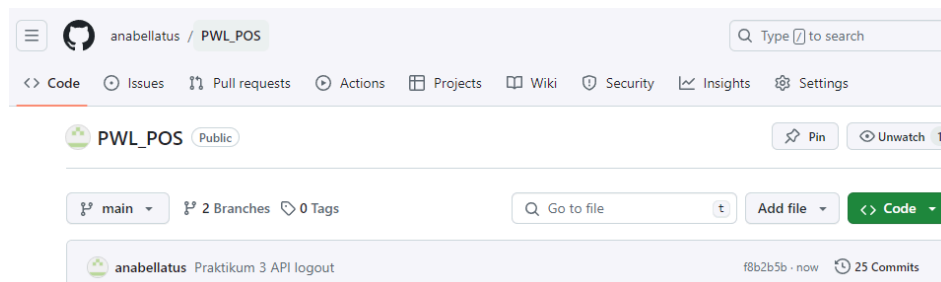 anabellatus / PWL_POS Type / to search
Code Issues Pull requests Actions Projects Wiki Security Insights Settings
PWL_POS Public Pin Unwatch 1
main 2 Branches 0 Tags Go to file t Add file Code
anabellatus Praktikum 3 API logout f8b2b5b · now 25 Commits